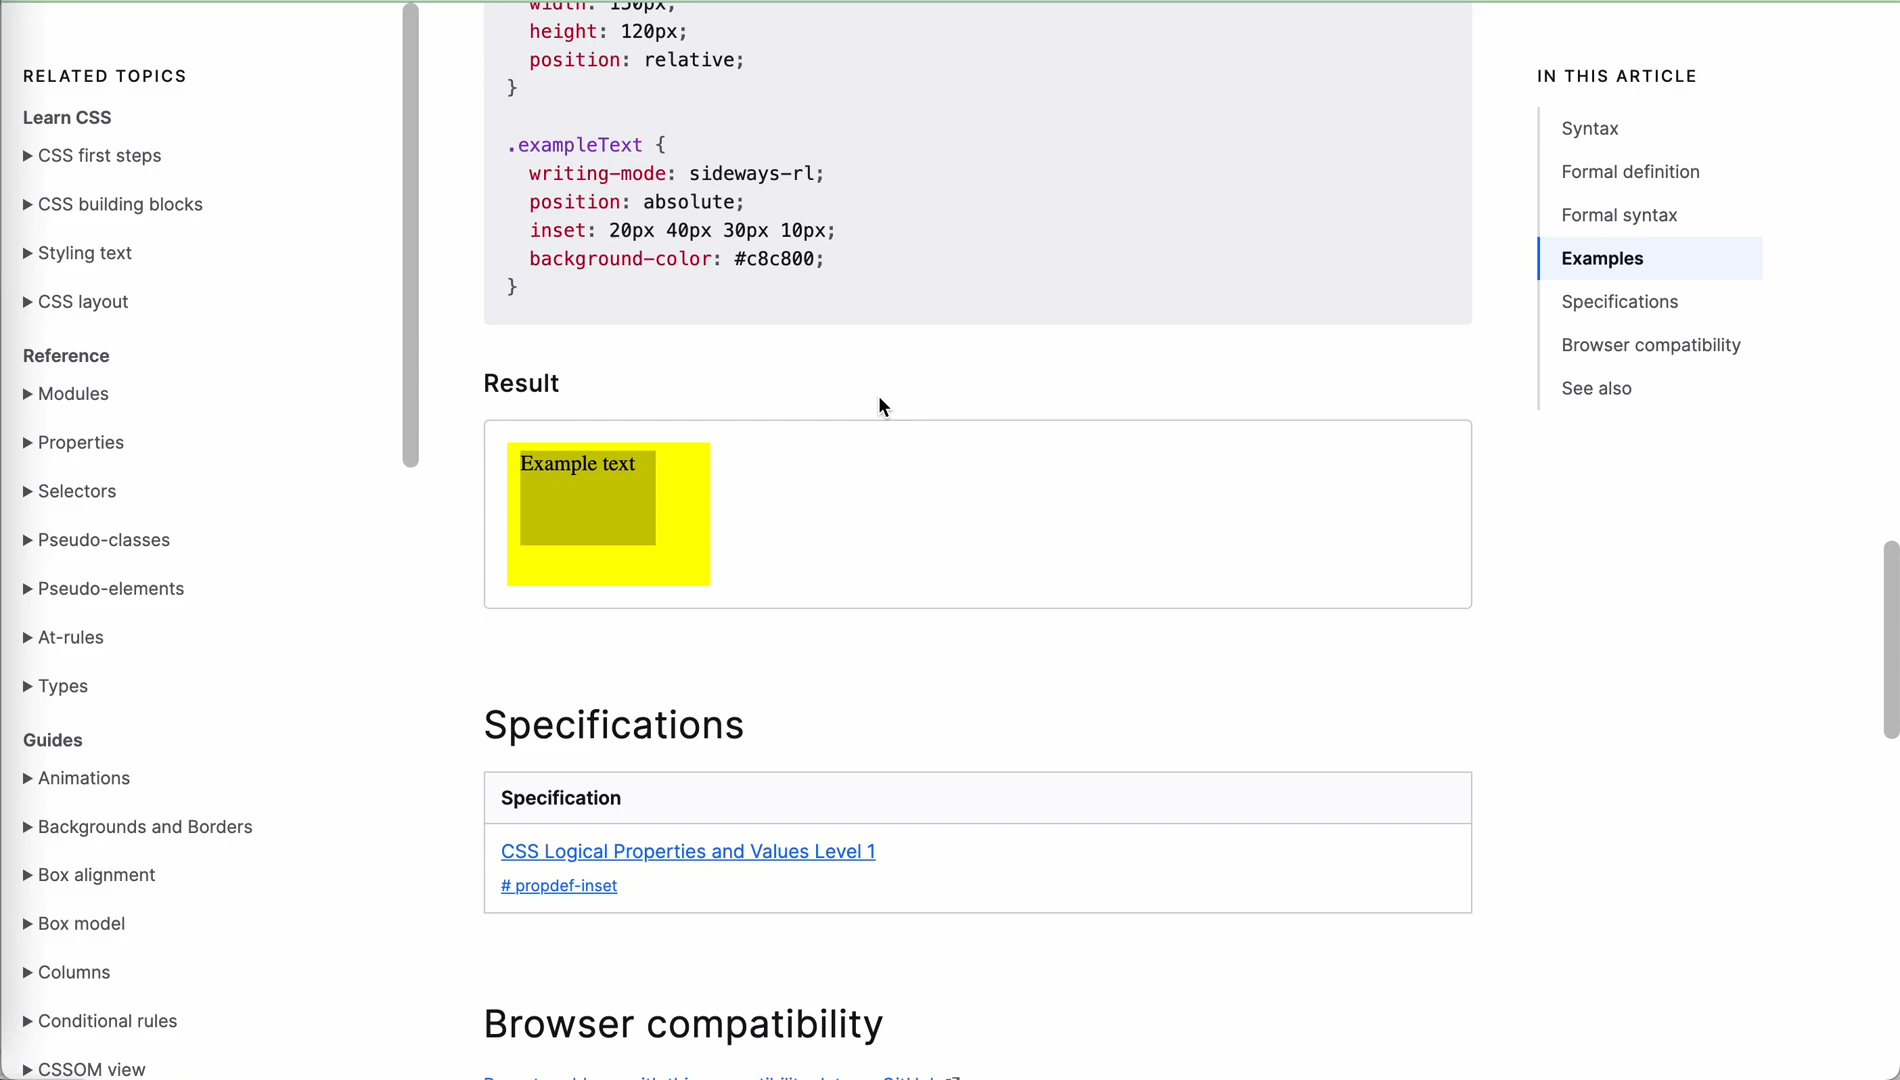 RELATED TOPICS
Learn CSS
CSS first steps
CSS building blocks
Styling text
CSS layout
Reference
Modules
Properties
Selectors
Pseudo-classes
Pseudo-elements
At-rules
Types
Guides
Animations
Backgrounds and Borders
Box alignment
Box model
Columns
Conditional rules
CSSOM view
width: 150px;
height: 120px;
position: relative;
}
.exampleText {
writing-mode: sideways-rl;
position: absolute;
inset: 20px 40px 30px 10px;
background-color: #c8c800;
}
Result
Example text
Specifications
Specification
CSS Logical Properties and Values Level 1
# propdef-inset
Browser compatibility
IN THIS ARTICLE
Syntax
Formal definition
Formal syntax
Examples
Specifications
Browser compatibility
See also